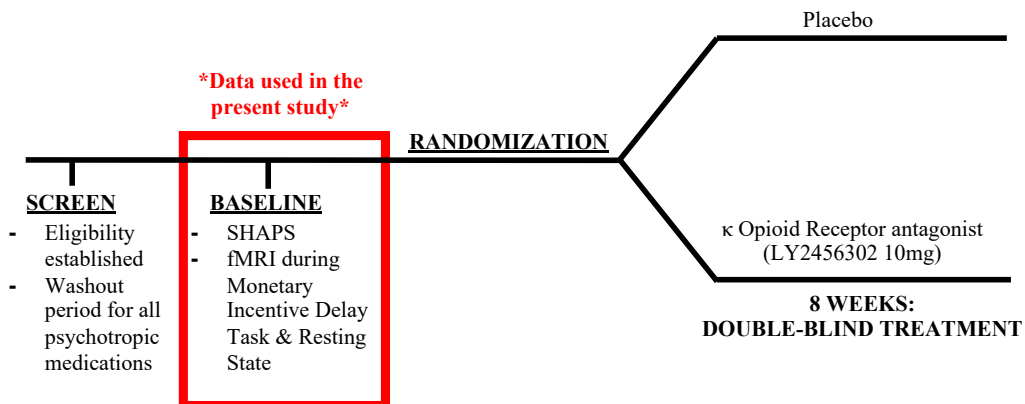 Placebo
*Data used in the
present study*
RANDOMIZATION
SCREEN
- Eligibility
established
- Washout
period for all
psychotropic
medications
BASELINE
- SHAPS
- fMRI during
Monetary
Incentive Delay
Task & Resting
State
κ Opioid Receptor antagonist
(LY2456302 10mg)
8 WEEKS:
DOUBLE-BLIND TREATMENT